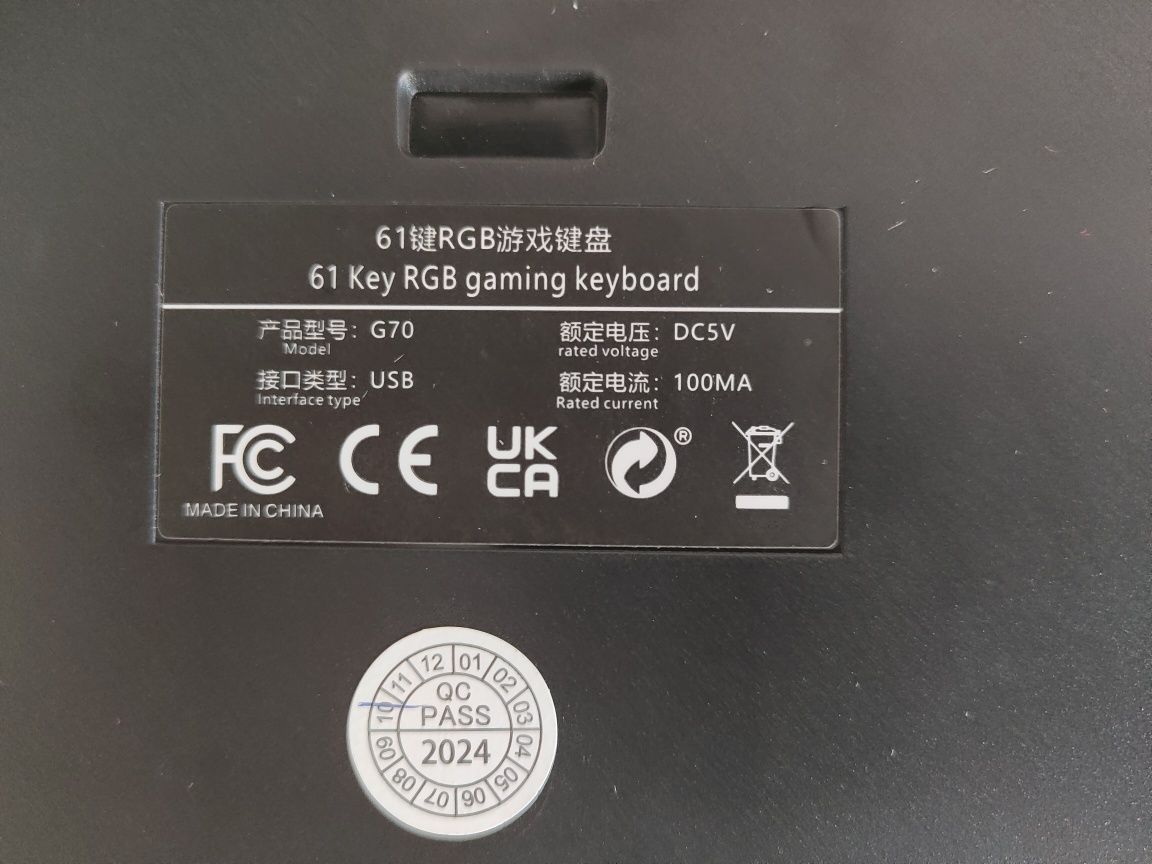 61键RGB游戏键盘
61 Key RGB gaming keyboard
产品型号：G70
Model
额定电压：DC5V
rated voltage
接口类型：USB
Interface type
额定电流：100MA
Rated current
FC CE UK CA ®
MADE IN CHINA
12 01 02 03 04 05 06 07 08 09 10 11
QC
PASS
2024